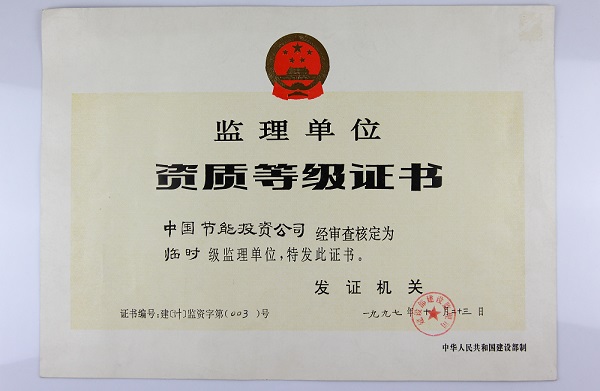 监理单位
资质等级证书
中国节能投资公司 经审查核定为
临时 级监理单位,特发此证书。
发证机关
证书编号:建[计]监资字第(003)号
一九九七年十月二十三日
中华人民共和国建设部制